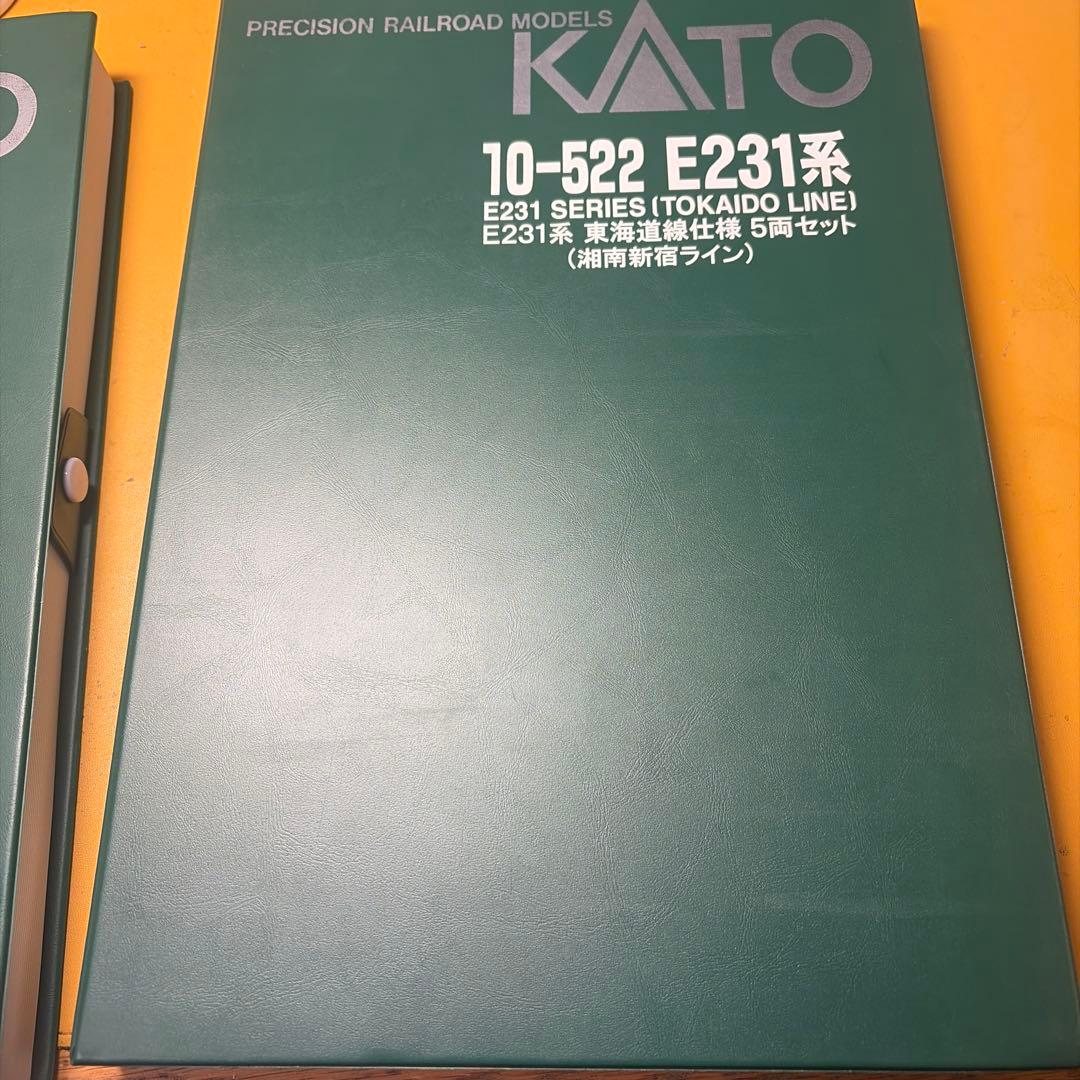 PRECISION RAILROAD MODELS
KATO
10-522 E231系
E231 SERIES (TOKAIDO LINE)
E231系 東海道線仕様 5両セット
(湘南新宿ライン)
O